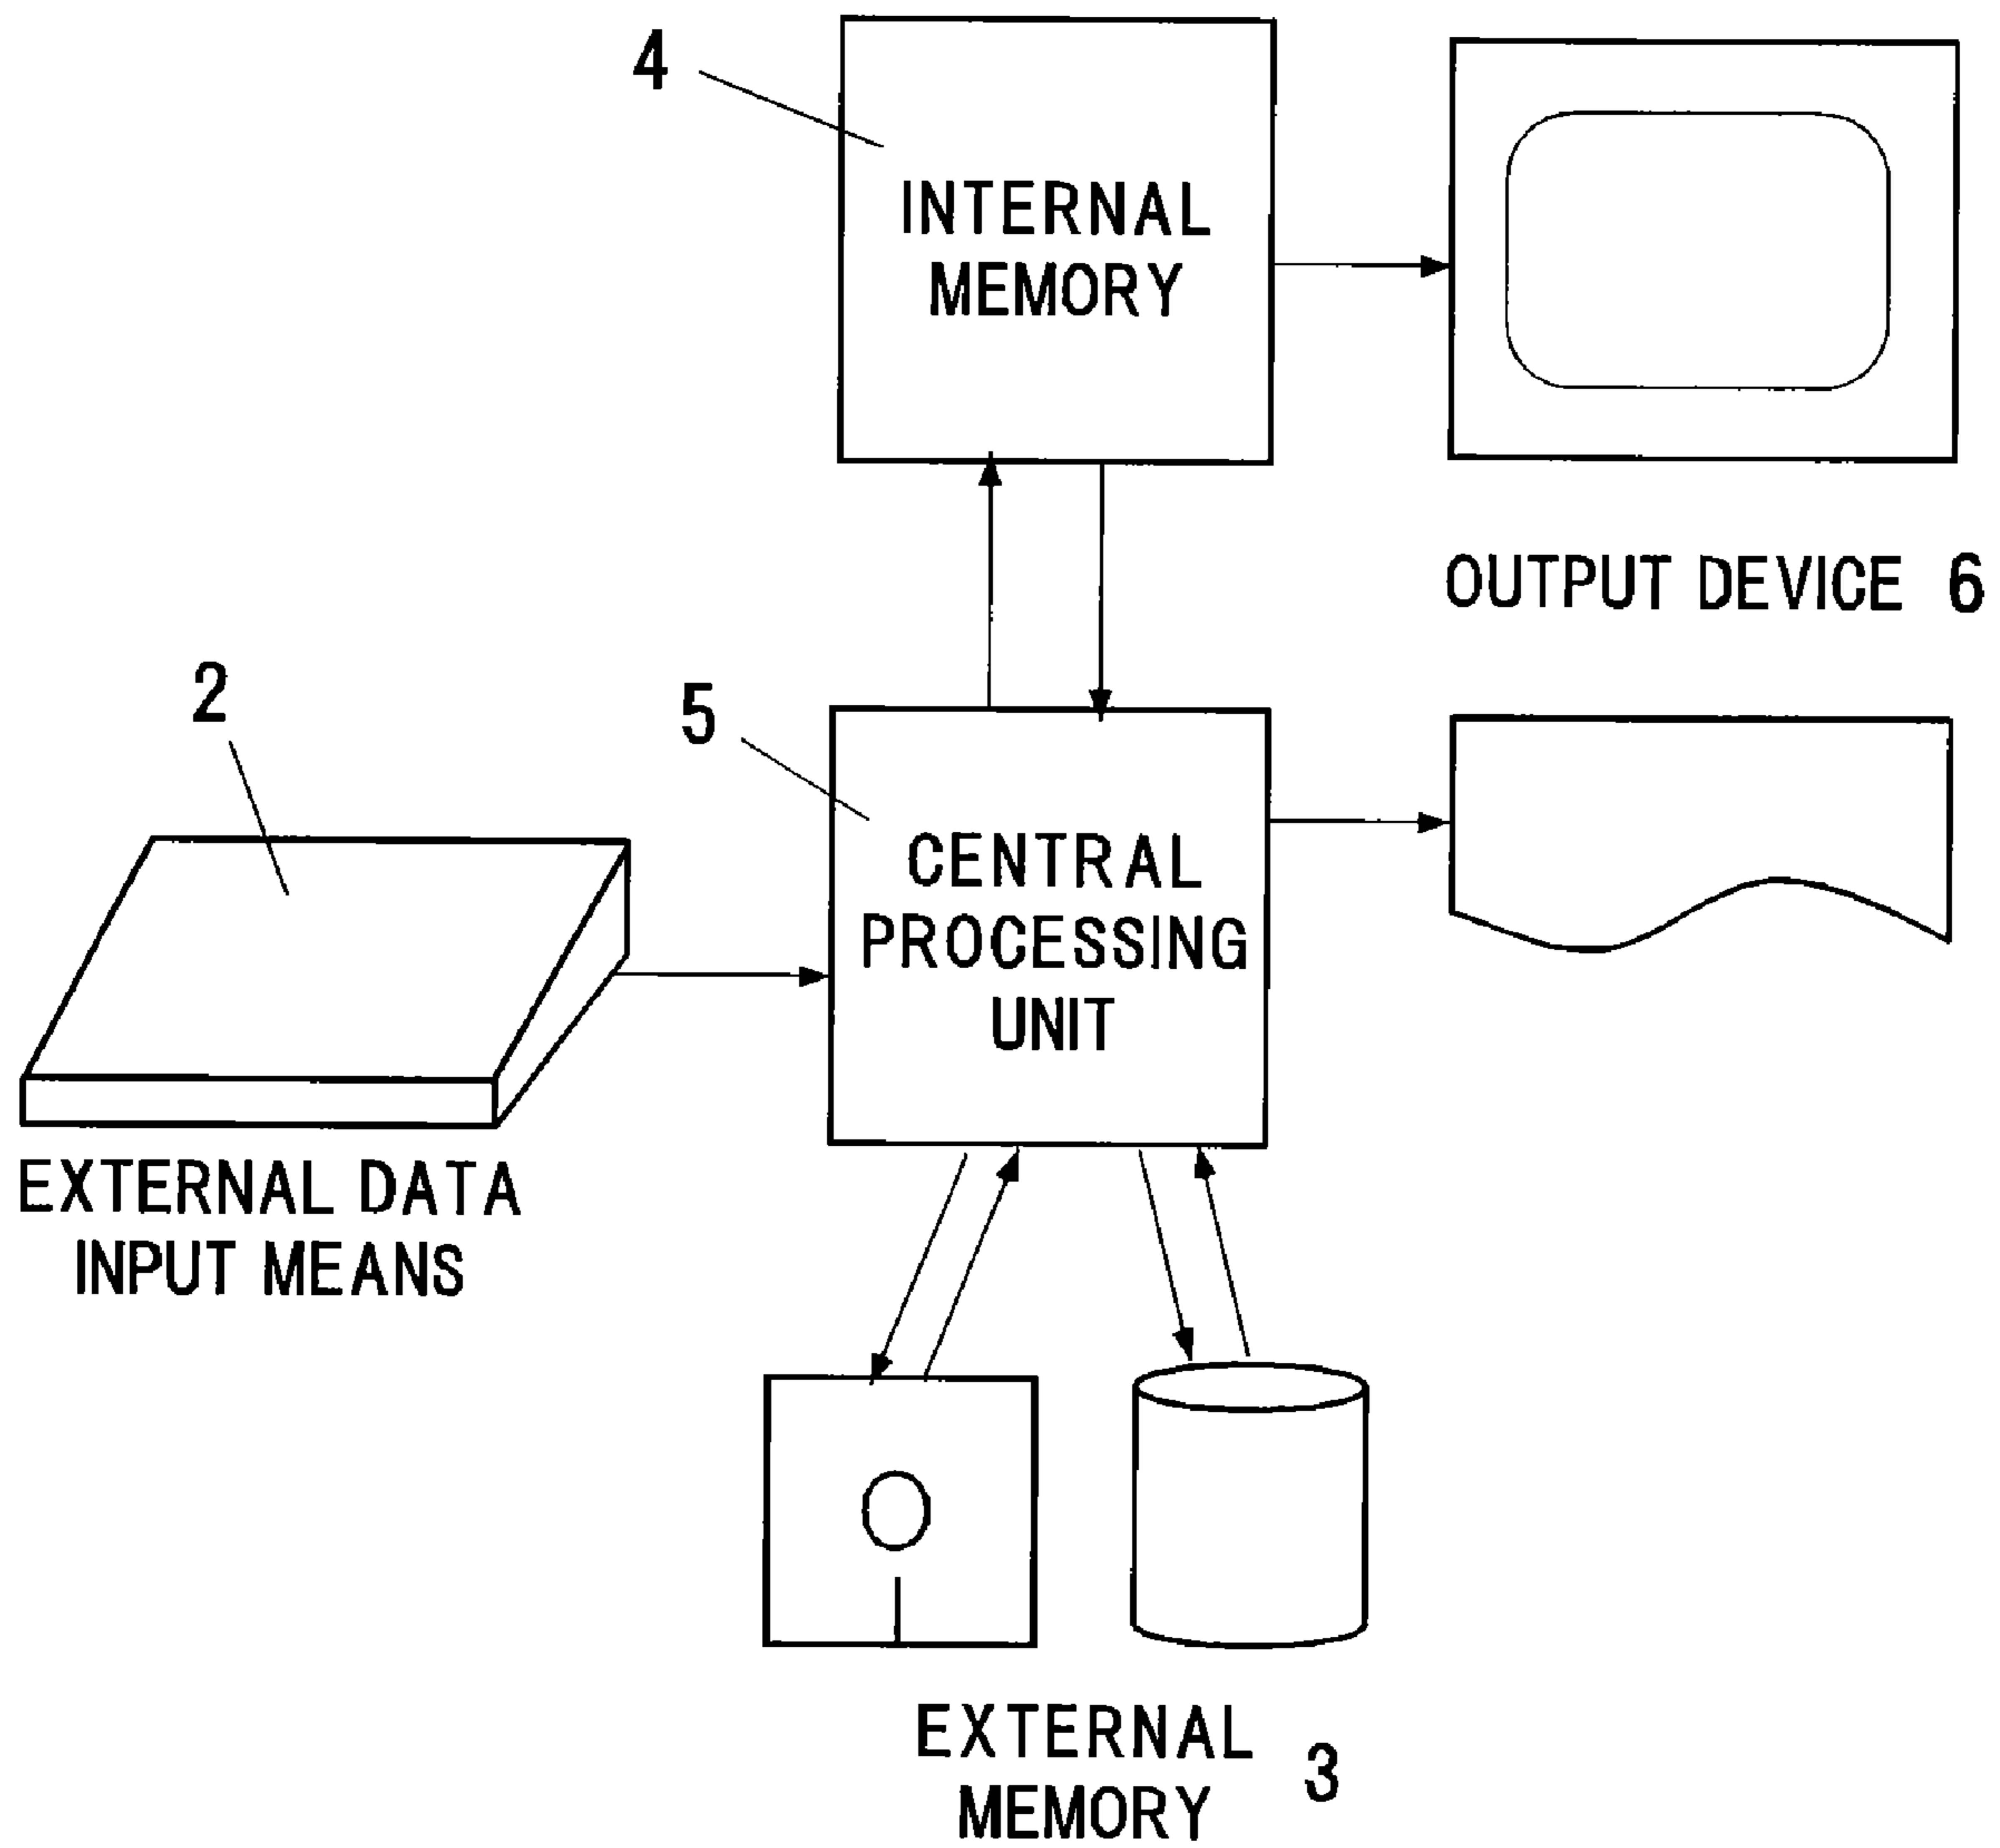 4
INTERNAL
MEMORY
OUTPUT DEVICE 6
2
5
CENTRAL
PROCESSING
UNIT
EXTERNAL DATA
INPUT MEANS
EXTERNAL
MEMORY
3